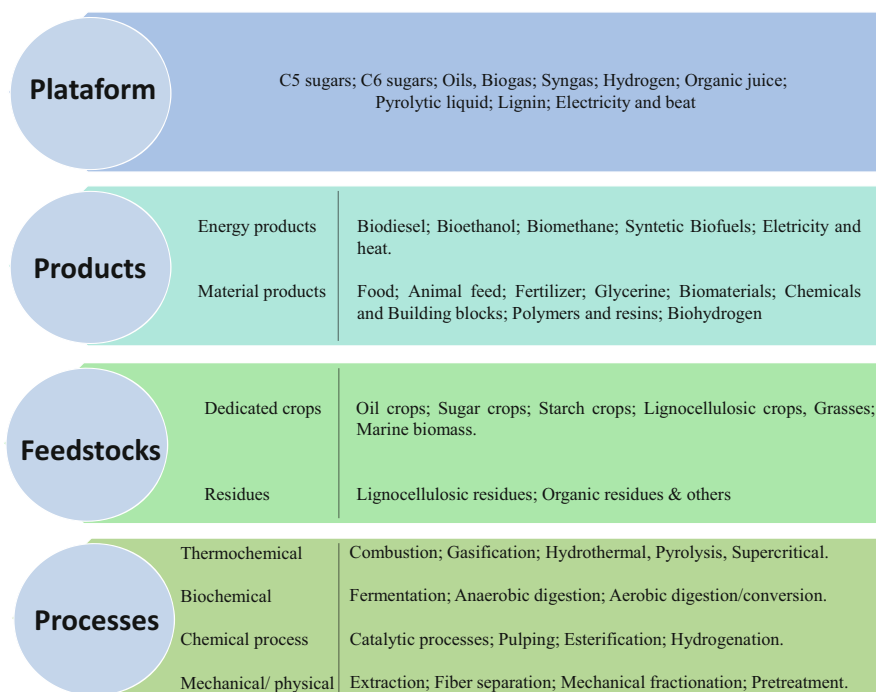 Plataform
C5 sugars; C6 sugars; Oils, Biogas; Syngas; Hydrogen; Organic juice;
Pyrolytic liquid; Lignin; Electricity and beat
Products
Energy products
Biodiesel; Bioethanol; Biomethane; Syntetic Biofuels; Eletricity and
heat.
Material products
Food; Animal feed; Fertilizer; Glycerine; Biomaterials; Chemicals
and Building blocks; Polymers and resins; Biohydrogen
Feedstocks
Dedicated crops
Oil crops; Sugar crops; Starch crops; Lignocellulosic crops, Grasses;
Marine biomass.
Residues
Lignocellulosic residues; Organic residues & others
Processes
Thermochemical
Combustion; Gasification; Hydrothermal, Pyrolysis, Supercritical.
Biochemical
Fermentation; Anaerobic digestion; Aerobic digestion/conversion.
Chemical process
Catalytic processes; Pulping; Esterification; Hydrogenation.
Mechanical/ physical
Extraction; Fiber separation; Mechanical fractionation; Pretreatment.